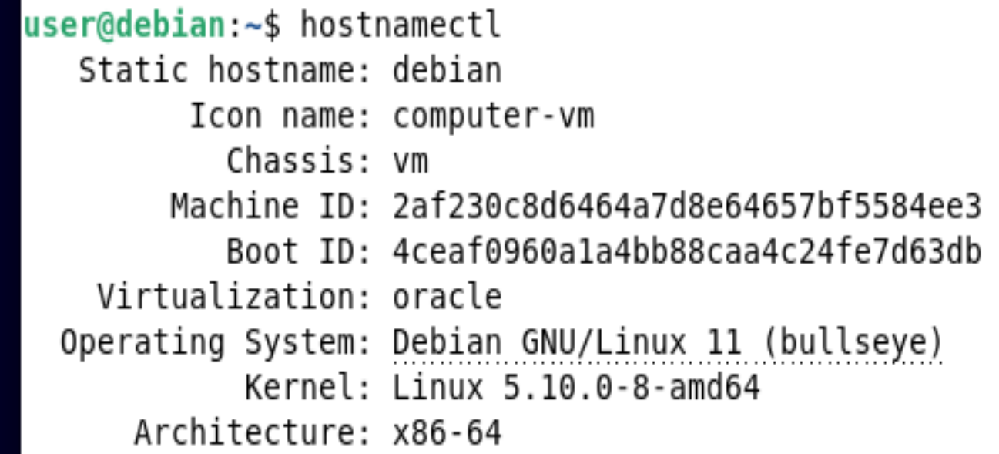 user@debian:~$ hostnamectl
Static hostname: debian
Icon name: computer-vm
Chassis: vm
Machine ID: 2af230c8d6464a7d8e64657bf5584ee3
Boot ID: 4ceaf0960a1a4bb88caa4c24fe7d63db
Virtualization: oracle
Operating System: Debian GNU/Linux 11 (bullseye)
Kernel: Linux 5.10.0-8-amd64
Architecture: x86-64